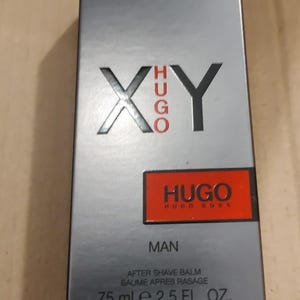 X HUGO Y
HUGO
HUGO BOSS
MAN
AFTER SHAVE BALM
BAUME APRÈS RASAGE
75 ml e 2.5 FL. OZ